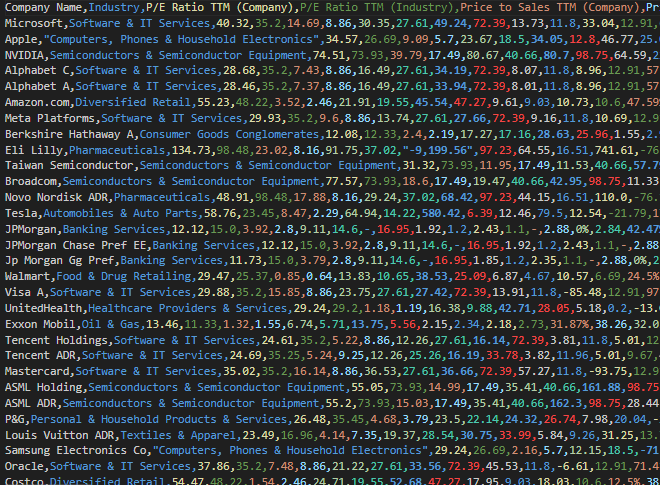 Company Name,Industry,P/E Ratio TTM (Company),P/E Ratio TTM (Industry),Price to Sales TTM (Company),Pr
Microsoft,Software & IT Services,40.32,35.2,14.69,8.86,30.35,27.61,49.24,72.39,13.73,11.8,33.04,12.91,
Apple,"Computers, Phones & Household Electronics",34.57,26.69,9.09,5.7,23.67,18.5,34.05,12.8,46.77,25.
NVIDIA,Semiconductors & Semiconductor Equipment,74.51,73.93,39.79,17.49,80.67,40.66,80.7,98.75,64.59,2
Alphabet C,Software & IT Services,28.68,35.2,7.43,8.86,16.49,27.61,34.19,72.39,8.07,11.8,8.96,12.91,57
Alphabet A,Software & IT Services,28.46,35.2,7.37,8.86,16.49,27.61,33.94,72.39,8.01,11.8,8.96,12.91,57
Amazon.com,Diversified Retail,55.23,48.22,3.52,2.46,21.91,19.55,45.54,47.27,9.61,9.03,10.73,10.6,47.59
Meta Platforms,Software & IT Services,29.93,35.2,9.6,8.86,13.74,27.61,27.66,72.39,9.16,11.8,10.69,12.9
Berkshire Hathaway A,Consumer Goods Conglomerates,12.08,12.33,2.4,2.19,17.27,17.16,28.63,25.96,1.55,2.
Eli Lilly,Pharmaceuticals,134.73,98.48,23.02,8.16,91.75,37.02,"-9,199.56",97.23,64.55,16.51,741.61,-76
Taiwan Semiconductor,Semiconductors & Semiconductor Equipment,31.32,73.93,11.95,17.49,11.53,40.66,57.7
Broadcom,Semiconductors & Semiconductor Equipment,77.57,73.93,18.6,17.49,19.47,40.66,42.95,98.75,11.33
Novo Nordisk ADR,Pharmaceuticals,48.91,98.48,17.88,8.16,29.24,37.02,68.42,97.23,44.15,16.51,110.0,-76.
Tesla,Automobiles & Auto Parts,58.76,23.45,8.47,2.29,64.94,14.22,580.42,6.39,12.46,79.5,12.54,-21.79,1
JPMorgan,Banking Services,12.12,15.0,3.92,2.8,9.11,14.6,-,16.95,1.92,2.43,1.1,-,2.88,0%,2.84,42.47%
JPMorgan Chase Pref EE,Banking Services,12.12,15.0,3.92,2.8,9.11,14.6,-,16.95,1.92,2.43,1.1,-,2.88
Jp Morgan Gg Pref,Banking Services,11.73,15.0,3.79,2.8,9.11,14.6,-,16.95,1.85,1.2,2.35,1.1,-,2.88,0%,2
Walmart,Food & Drug Retailing,29.47,25.37,0.85,0.64,13.83,10.65,38.53,25.09,6.87,4.67,10.57,6.69,24.5%
Visa A,Software & IT Services,29.88,35.2,15.85,8.86,23.75,27.61,27.42,72.39,13.91,11.8,-85.48,12.91,97
UnitedHealth,Healthcare Providers & Services,29.24,29.2,1.18,1.19,16.38,9.88,42.71,28.05,5.18,0.2,-13.
Exxon Mobil,Oil & Gas,13.46,11.33,1.32,1.55,6.74,5.71,13.75,5.66,2.15,2.34,2.18,2.73,31.87%,38.26,32.0
Tencent Holdings,Software & IT Services,24.61,35.2,5.22,8.86,12.26,27.61,16.14,72.39,3.81,11.8,5.01,12
Tencent ADR,Software & IT Services,24.69,35.25,5.24,9.25,12.26,25.26,16.19,33.78,3.82,11.96,5.01,9.67,
Mastercard,Software & IT Services,35.02,35.2,16.14,8.86,36.53,27.61,36.66,72.39,57.27,11.8,-93.75,12.9
ASML Holding,Semiconductors & Semiconductor Equipment,55.05,73.93,14.99,17.49,35.41,40.66,161.88,98.75
ASML ADR,Semiconductors & Semiconductor Equipment,55.2,73.93,15.03,17.49,35.41,40.66,162.3,98.75,28.44
P&G,Personal & Household Products & Services,26.48,35.45,4.68,3.79,23.5,22.14,24.32,26.74,7.98,20.04,-
Louis Vuitton ADR,Textiles & Apparel,23.49,16.96,4.14,7.35,19.37,28.54,30.75,33.99,5.84,9.26,31.25,13.
Samsung Electronics Co,"Computers, Phones & Household Electronics",29.24,26.69,2.16,5.7,12.15,18.5,-71
Oracle,Software & IT Services,37.86,35.2,7.48,8.86,21.22,27.61,33.56,72.39,45.53,11.8,-6.61,12.91,71.4
Costco,Diversified Retail,54.47,48.22,1.54,2.46,24.71,19.55,52.68,47.27,17.95,9.03,18.03,10.6,12.5%,38